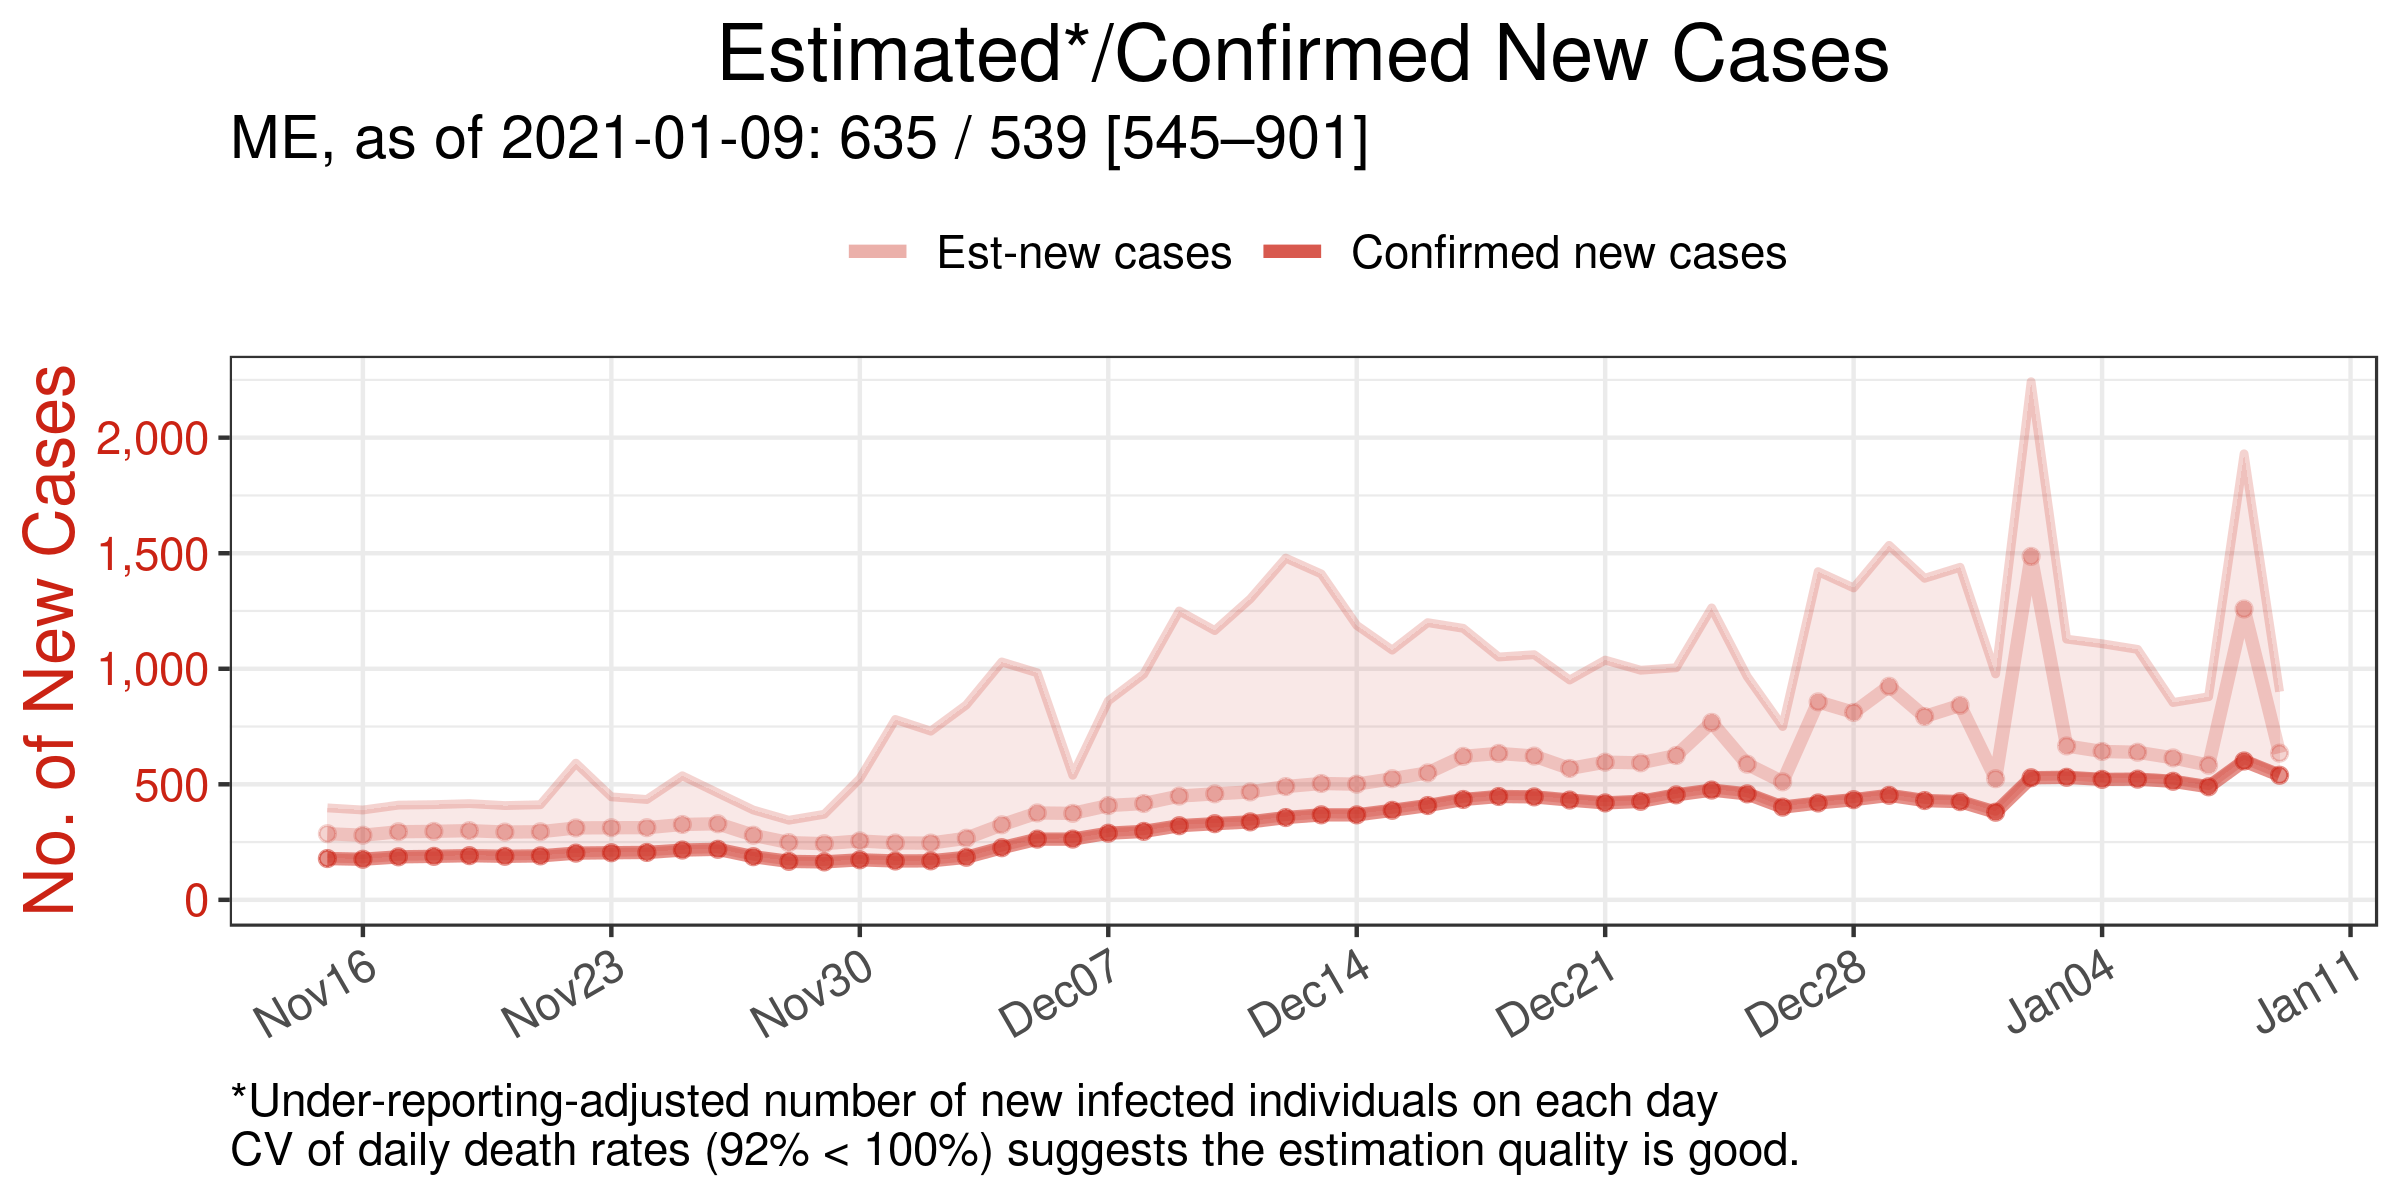 Estimated*/Confirmed New Cases
ME, as of 2021-01-09: 635 / 539 [545–901]
Est-new cases
Confirmed new cases
No. of New Cases
2,000
1,500
1,000
500
0
Nov16
Nov23
Nov30
Dec07
Dec14
Dec21
Dec28
Jan04
Jan11
*Under-reporting-adjusted number of new infected individuals on each day
CV of daily death rates (92% < 100%) suggests the estimation quality is good.